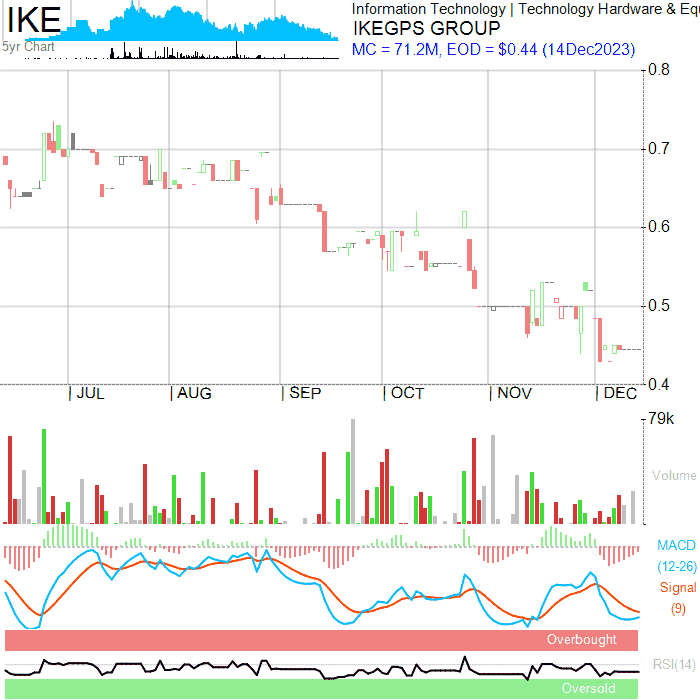 IKE
Information Technology | Technology Hardware & Equ
IKEGPS GROUP
MC = 71.2M, EOD = $0.44 (14Dec2023)
5yr Chart
0.8
0.7
0.6
0.5
0.4
| JUL | AUG | SEP | OCT | NOV | DEC
79k
Volume
MACD
(12-26)
Signal
(9)
Overbought
RSI(14)
Oversold